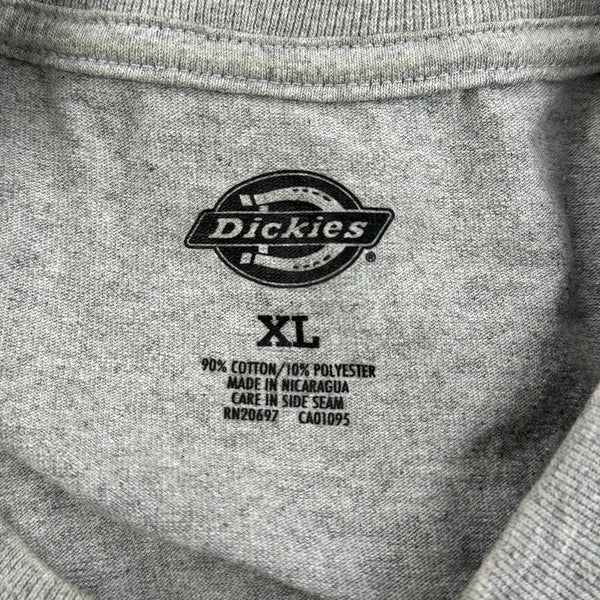 Dickies®
XL
90% COTTON/10% POLYESTER
MADE IN NICARAGUA
CARE IN SIDE SEAM
RN20697 CA01095